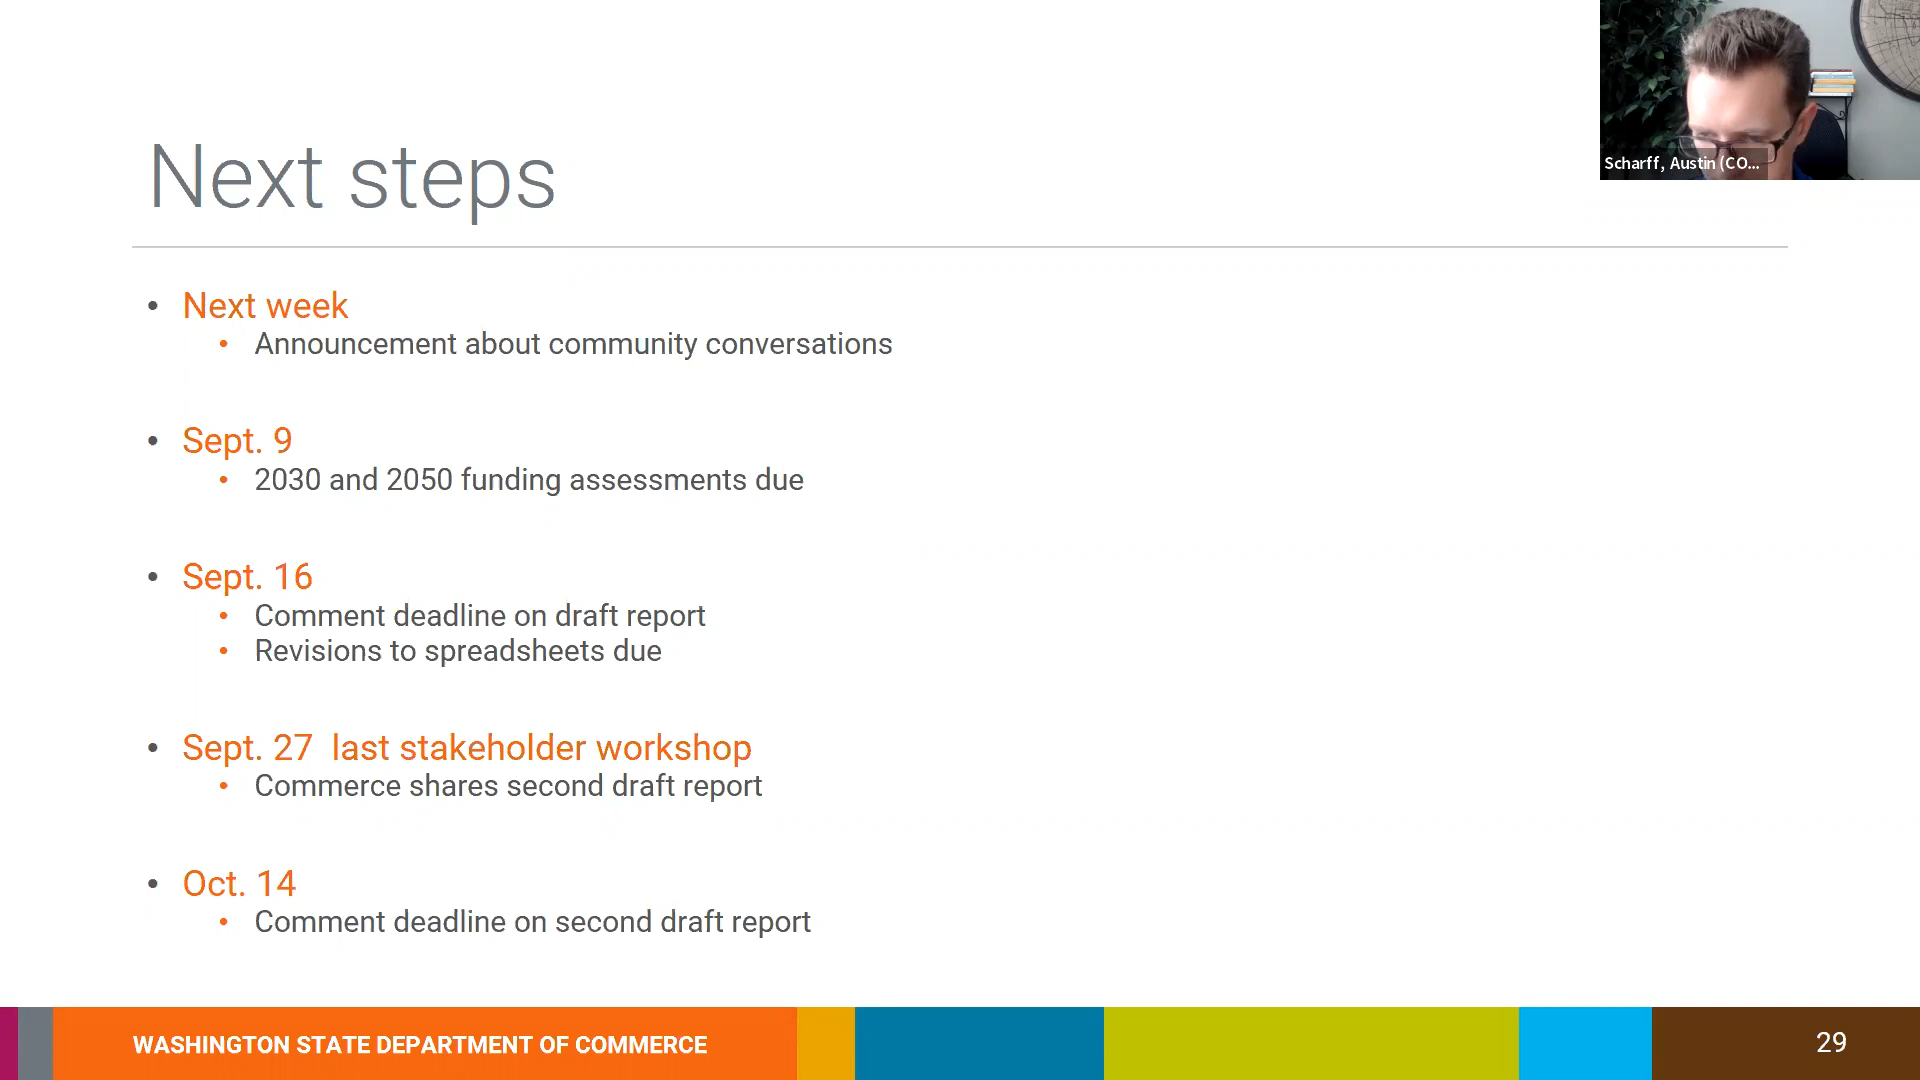 Scharff, Austin (CO...
Next steps
• Next week
• Announcement about community conversations
• Sept. 9
• 2030 and 2050 funding assessments due
• Sept. 16
• Comment deadline on draft report
• Revisions to spreadsheets due
• Sept. 27  last stakeholder workshop
• Commerce shares second draft report
• Oct. 14
• Comment deadline on second draft report
WASHINGTON STATE DEPARTMENT OF COMMERCE
29